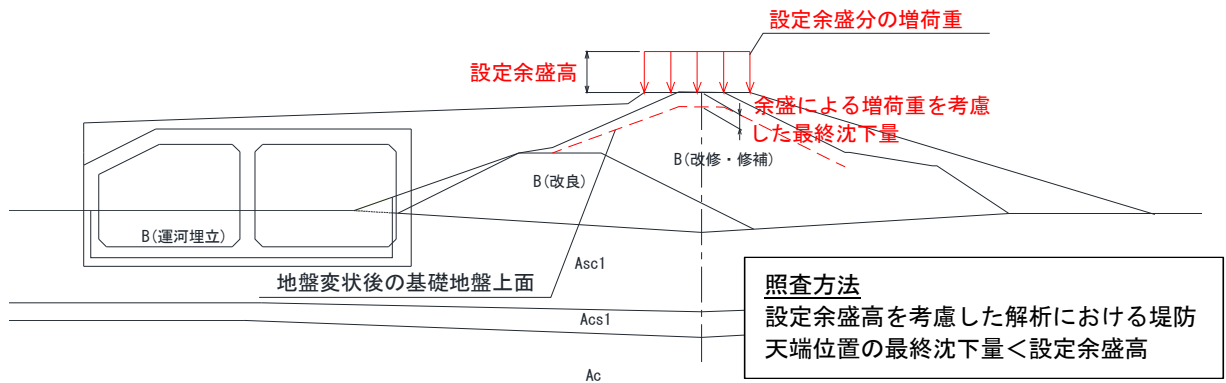 設定余盛分の増荷重
設定余盛高
余盛による増荷重を考慮
した最終沈下量
B(改修・修補)
B(改良)
B(運河埋立)
Asc1
地盤変状後の基礎地盤上面
Acs1
Ac
照査方法
設定余盛高を考慮した解析における堤防
天端位置の最終沈下量＜設定余盛高